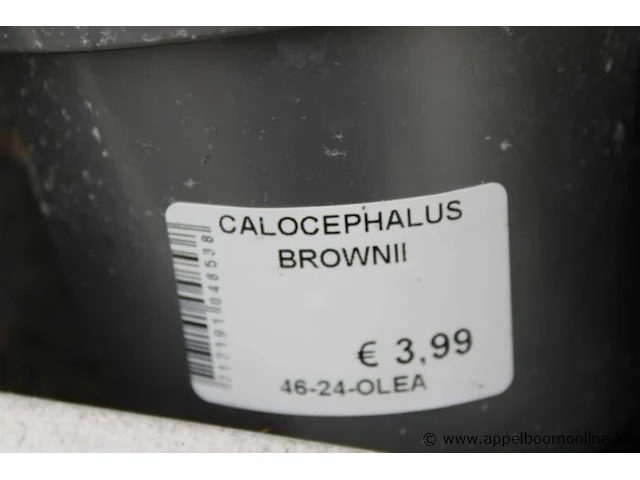 CALOCEPHALUS
BROWNII
€ 3,99
46-24-OLEA
© www.appelboomonline.